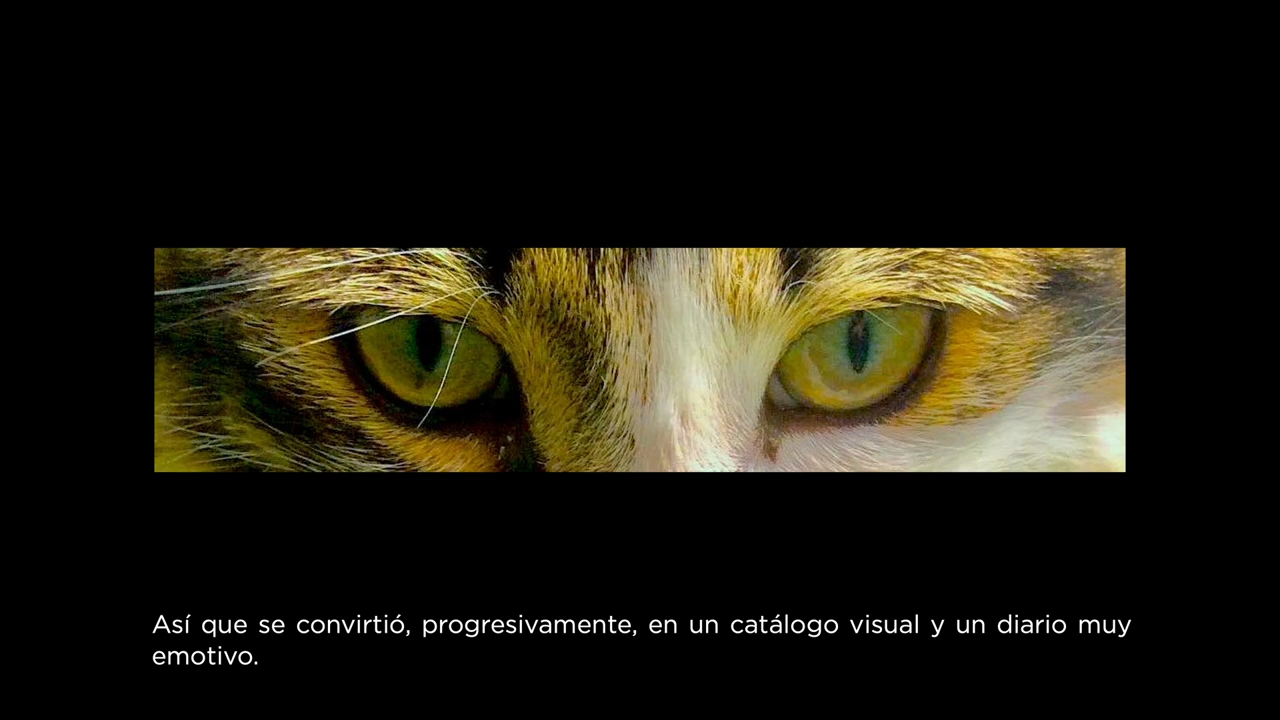 Así que se convirtió, progresivamente, en un catálogo visual y un diario muy
emotivo.